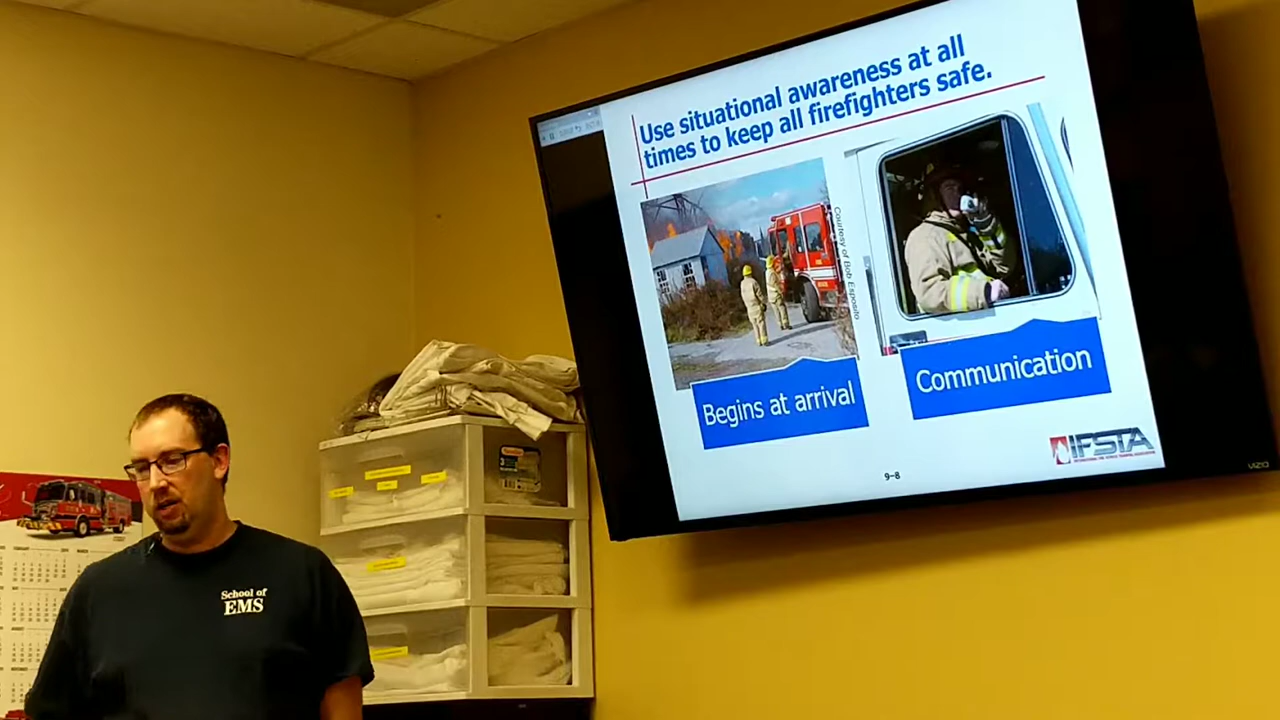 Use situational awareness at all
times to keep all firefighters safe.
Courtesy of Bob Esposito
Begins at arrival
Communication
IFSTA
9-8
VIZIO
School of
EMS